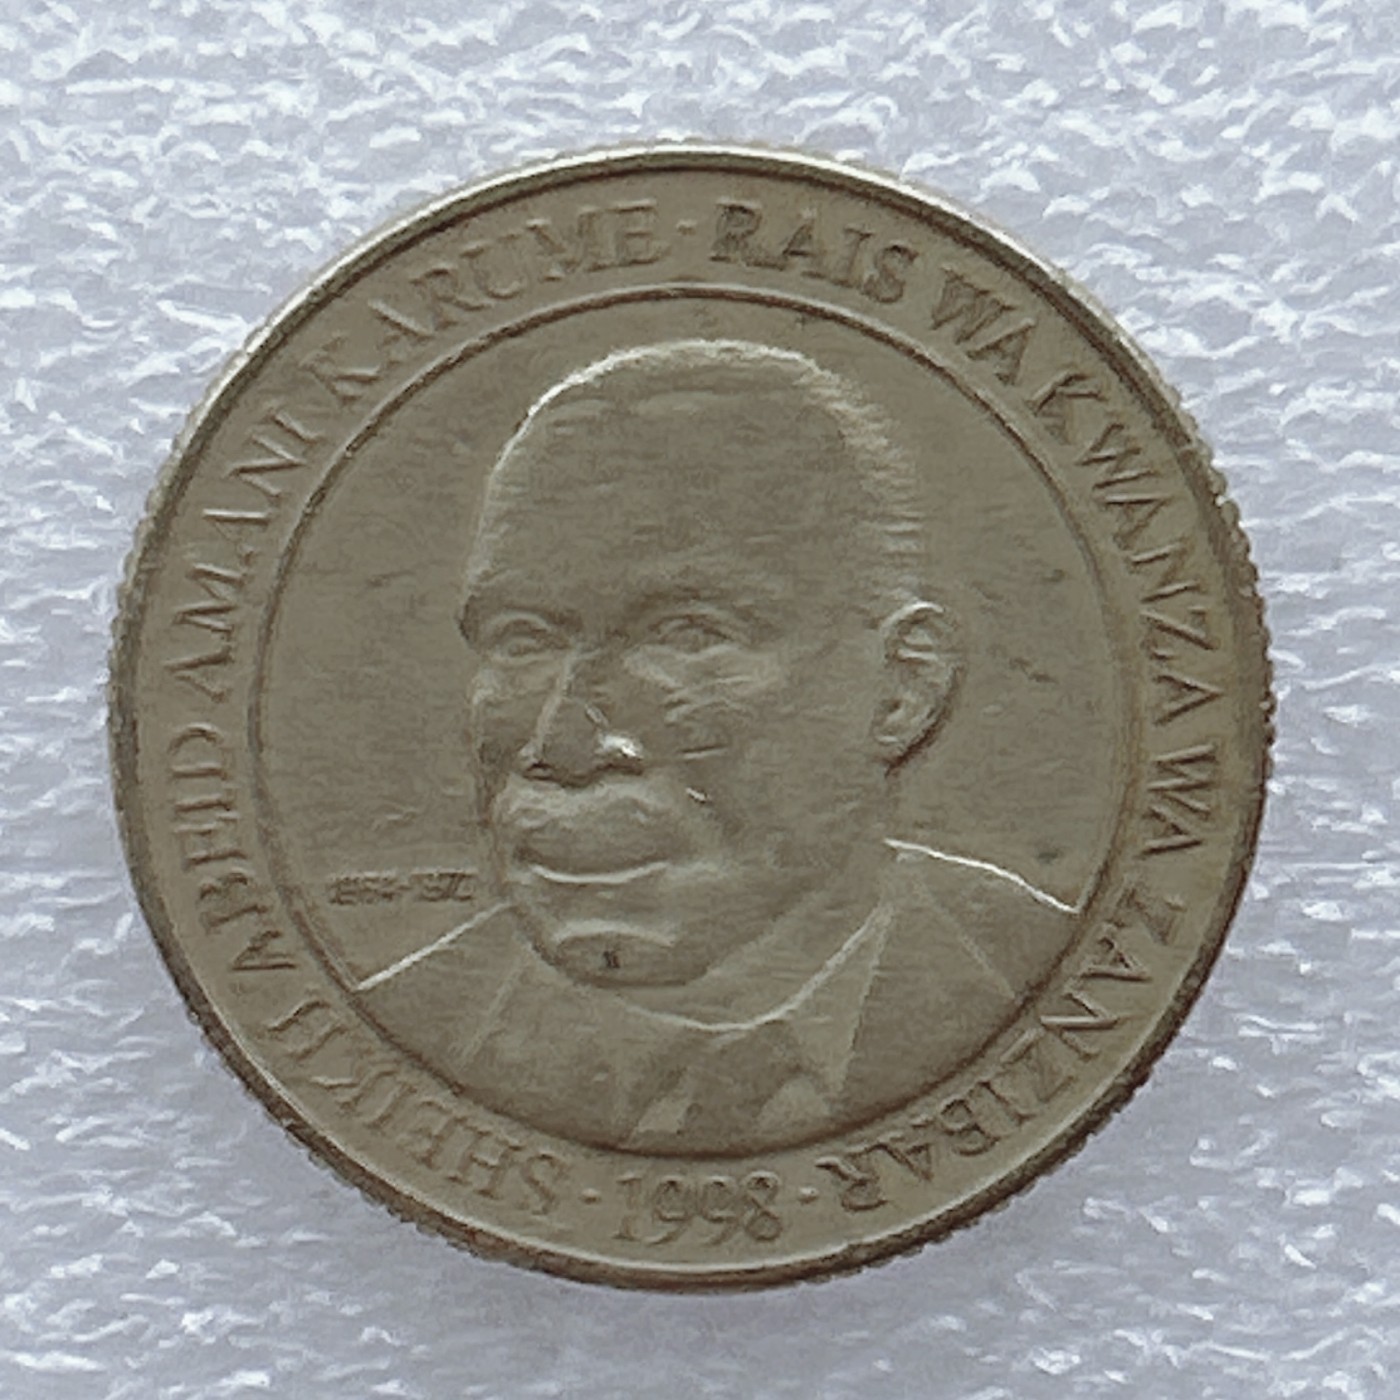 SHEIKH ABEID AMANI KARUME · RAIS WA KWANZA WA ZANZIBAR
· 1998 ·
1964-1972